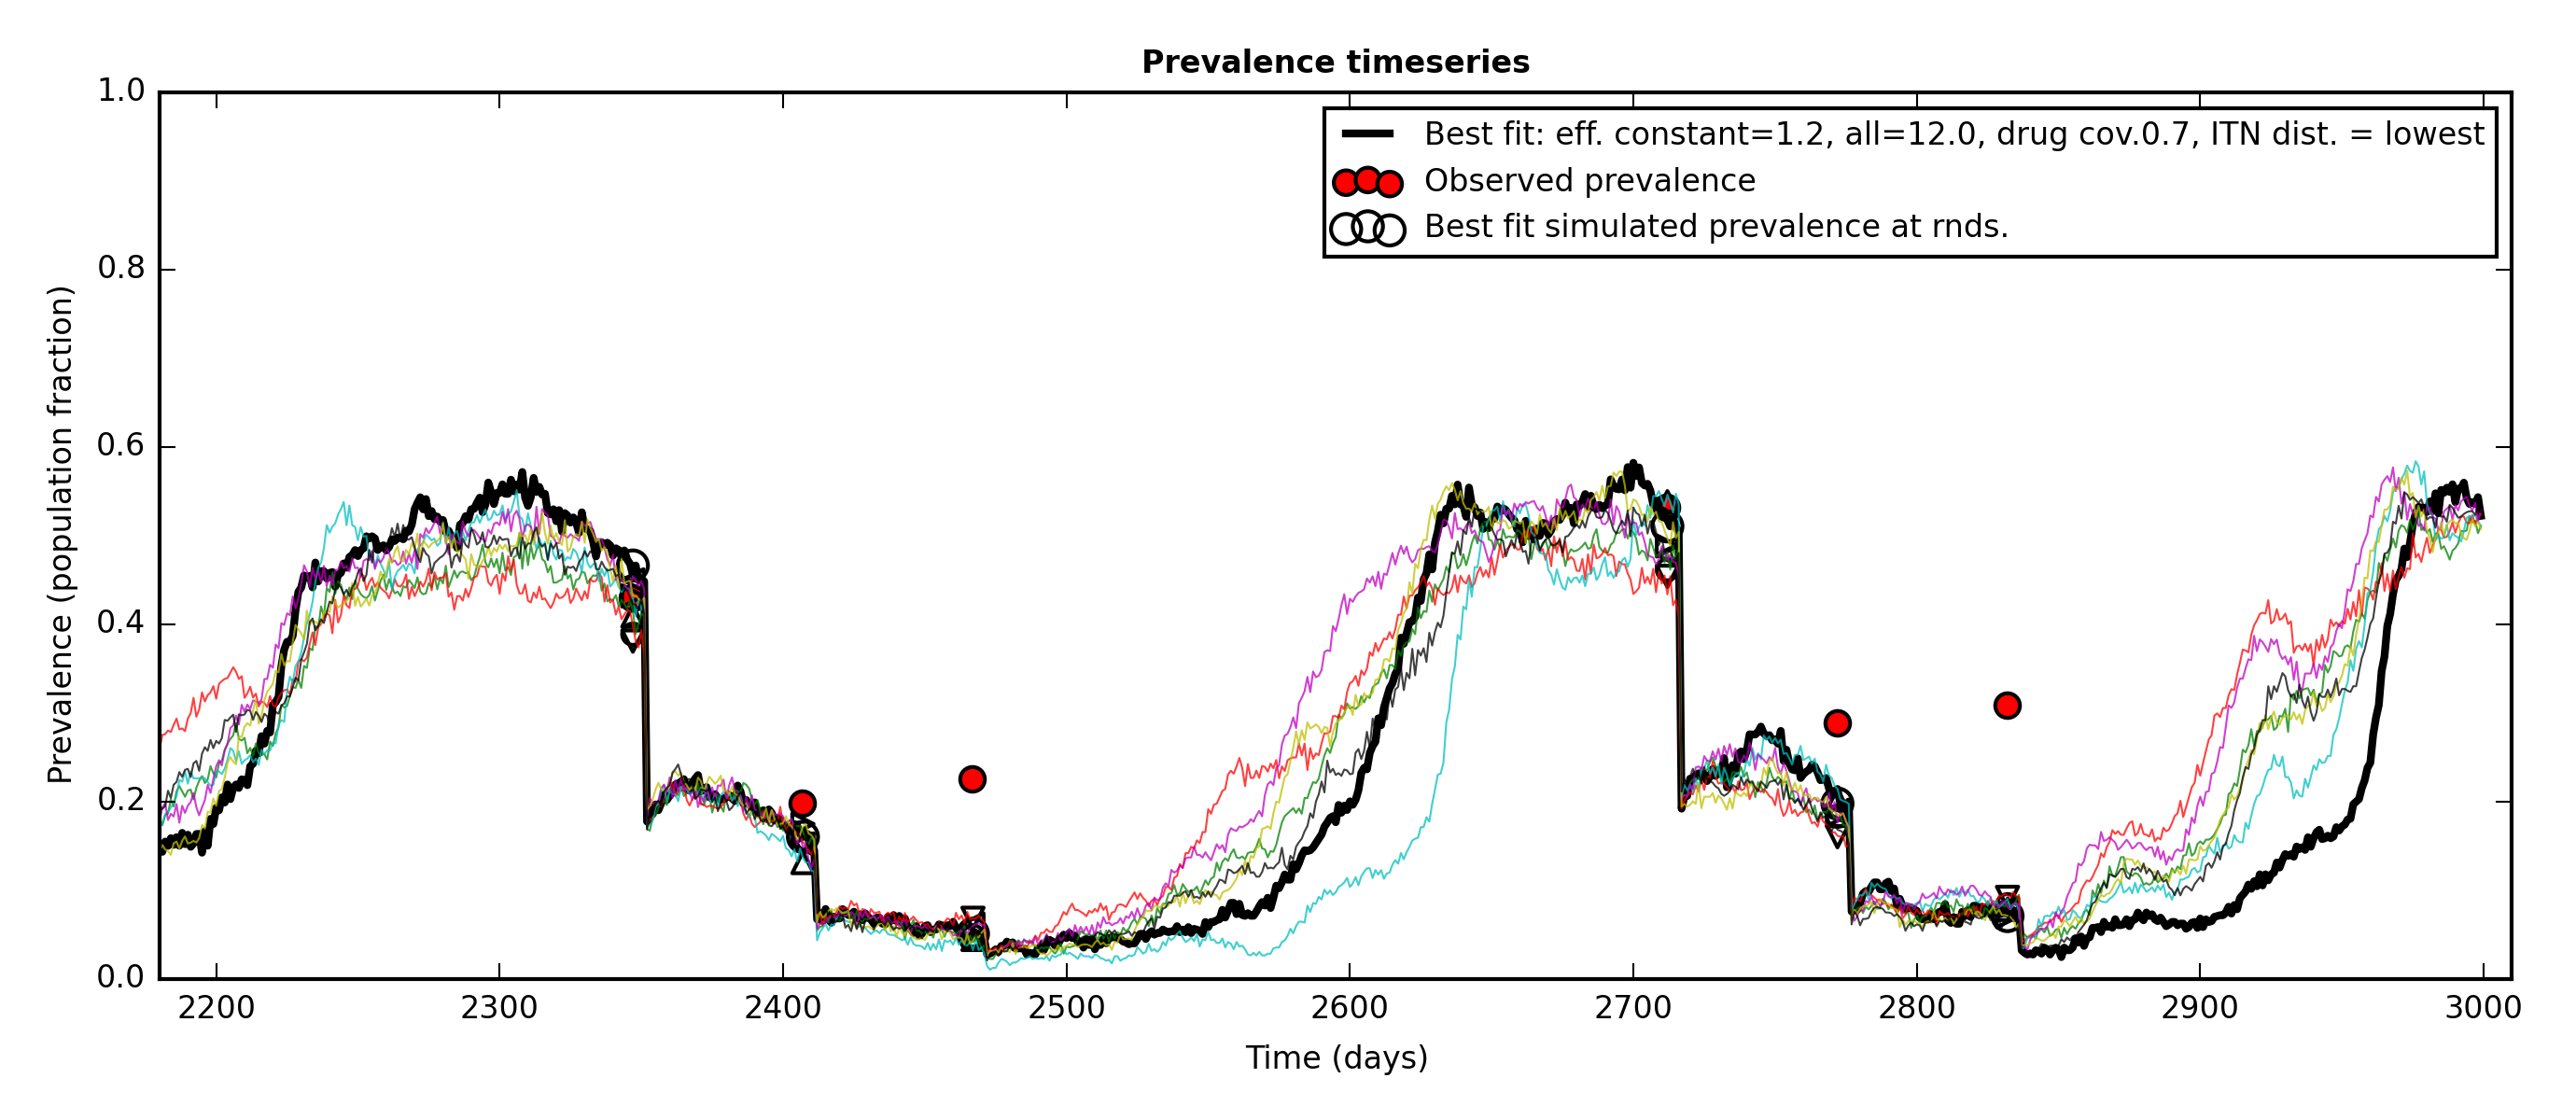 Prevalence timeseries
1.0
0.8
0.6
0.4
0.2
0.0
Prevalence (population fraction)
Best fit: eff. constant=1.2, all=12.0, drug cov.0.7, ITN dist. = lowest
Observed prevalence
Best fit simulated prevalence at rnds.
2200 2300 2400 2500 2600 2700 2800 2900 3000
Time (days)